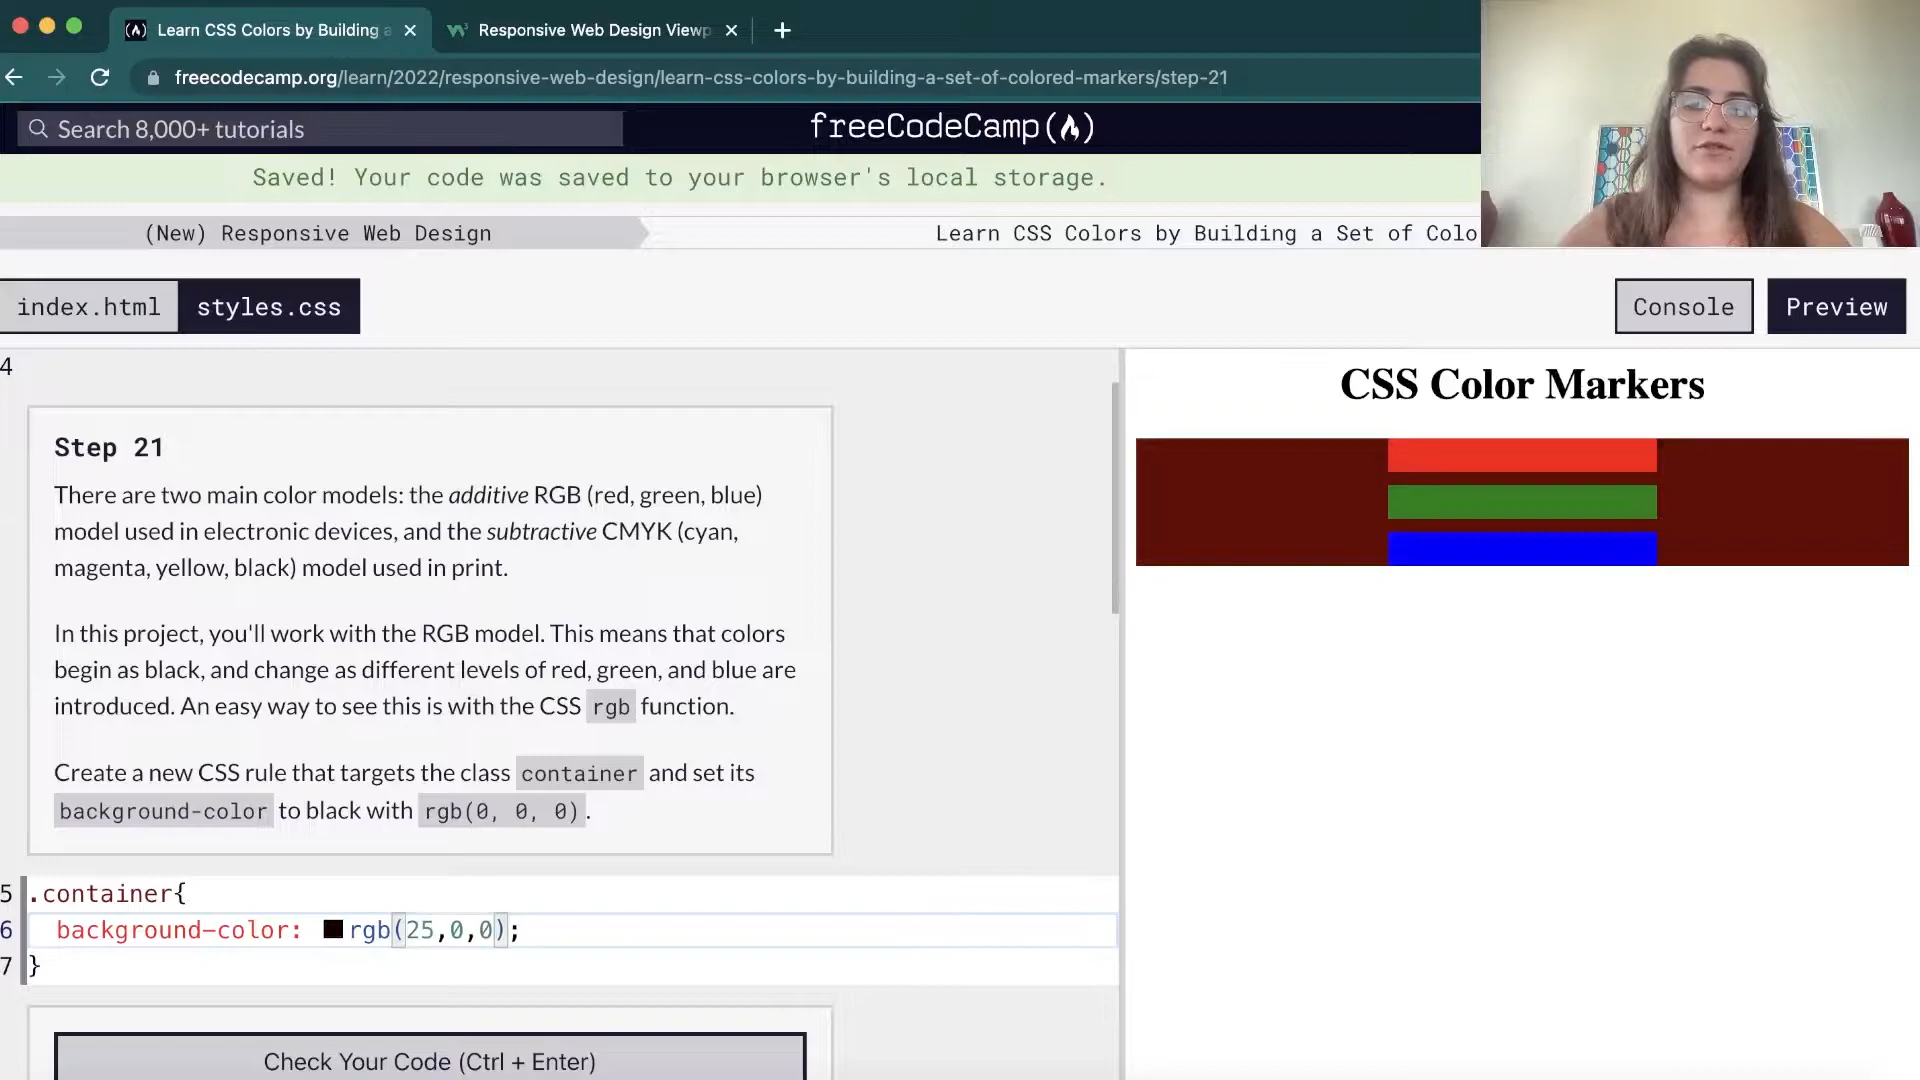 Learn CSS Colors by Building a
Responsive Web Design Viewp
freecodecamp.org/learn/2022/responsive-web-design/learn-css-colors-by-building-a-set-of-colored-markers/step-21
Search 8,000+ tutorials
freeCodeCamp
Saved! Your code was saved to your browser's local storage.
(New) Responsive Web Design
Learn CSS Colors by Building a Set of Colo
index.html
styles.css
Console
Preview
4
Step 21
There are two main color models: the additive RGB (red, green, blue)
model used in electronic devices, and the subtractive CMYK (cyan,
magenta, yellow, black) model used in print.
In this project, you'll work with the RGB model. This means that colors
begin as black, and change as different levels of red, green, and blue are
introduced. An easy way to see this is with the CSS rgb function.
Create a new CSS rule that targets the class container and set its
background-color to black with rgb(0, 0, 0).
5 .container{
6 background-color: rgb(25,0,0);
7 }
Check Your Code (Ctrl + Enter)
CSS Color Markers